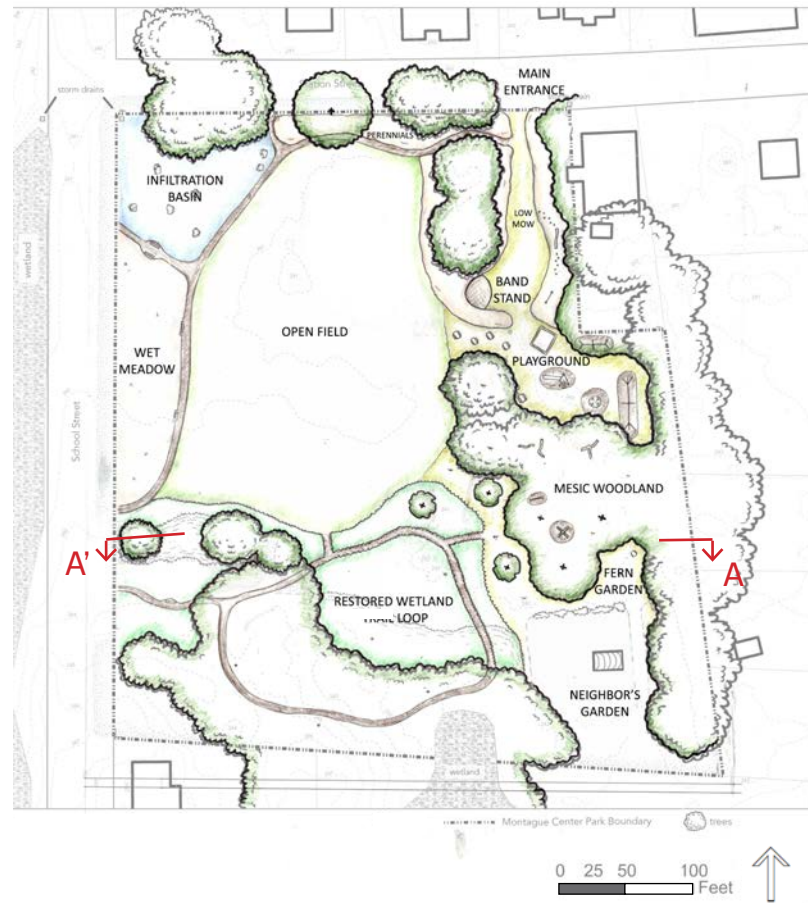 MAIN
ENTRANCE
storm drains
PERENNIALS
INFILTRATION
BASIN
LOW
MOW
wetland
BAND
STAND
OPEN FIELD
WET
MEADOW
PLAYGROUND
School Street
MESIC WOODLAND
A'
A
FERN
GARDEN
RESTORED WETLAND
TRAIL LOOP
NEIGHBOR'S
GARDEN
wetland
Montague Center Park Boundary
trees
0 25 50 100
Feet